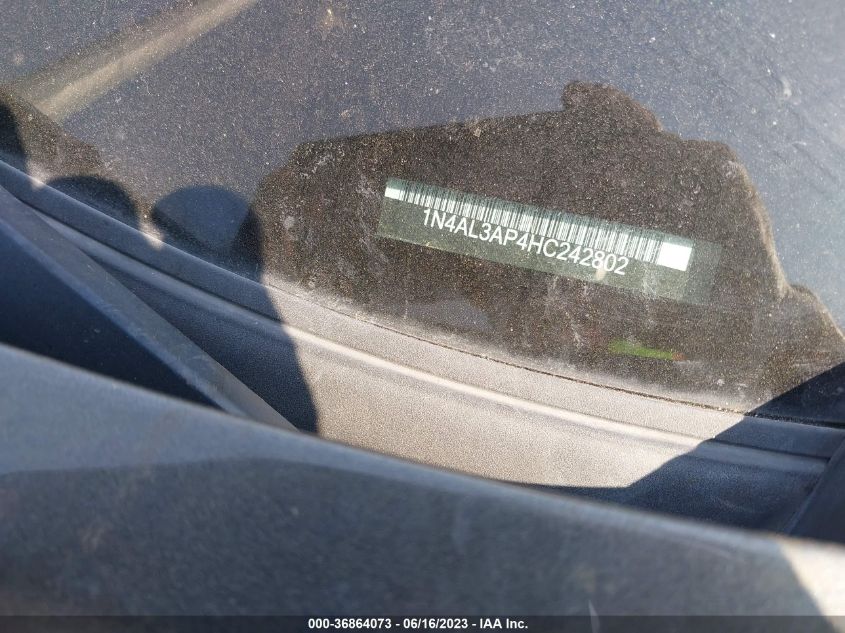 1N4AL3AP4HC242802
000-36864073 - 06/16/2023 - IAA Inc.